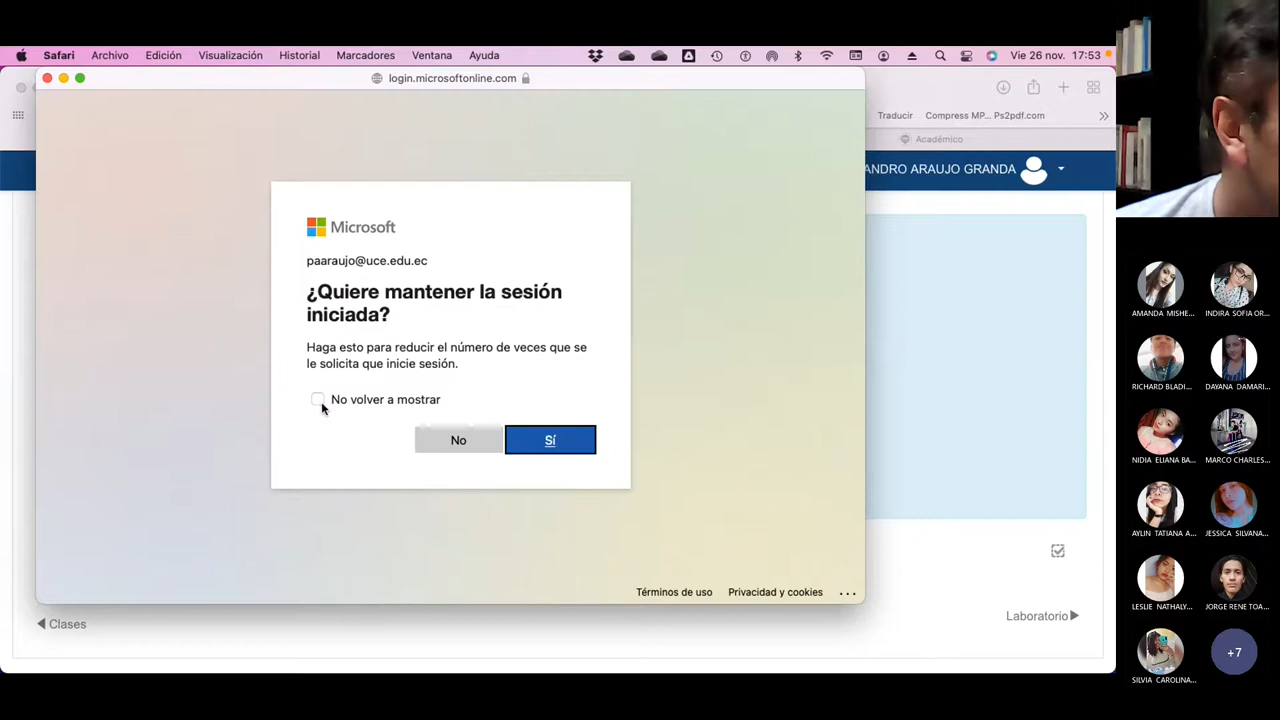 Safari Archivo Edición Visualización Historial Marcadores Ventana Ayuda Vie 26 nov. 17:53
login.microsoftonline.com
Traducir Compress MP... Ps2pdf.com
Académico
ANDRO ARAUJO GRANDA
Microsoft
paaraujo@uce.edu.ec
¿Quiere mantener la sesión
iniciada?
Haga esto para reducir el número de veces que se
le solicita que inicie sesión.
No volver a mostrar
No Sí
Términos de uso Privacidad y cookies ...
Clases
Laboratorio
AMANDA MISHE... INDIRA SOFIA OR...
RICHARD BLADI... DAYANA DAMARI...
NIDIA ELIANA BA... MARCO CHARLES...
AYLIN TATIANA A... JESSICA SILVANA...
LESLIE NATHALY... JORGE RENE TOA...
SILVIA CAROLINA... +7